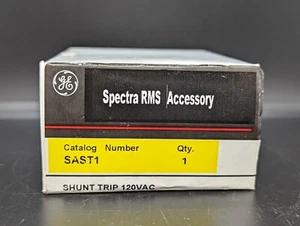 GE
Spectra RMS Accessory
Catalog Number Qty.
SAST1 1
SHUNT TRIP 120VAC